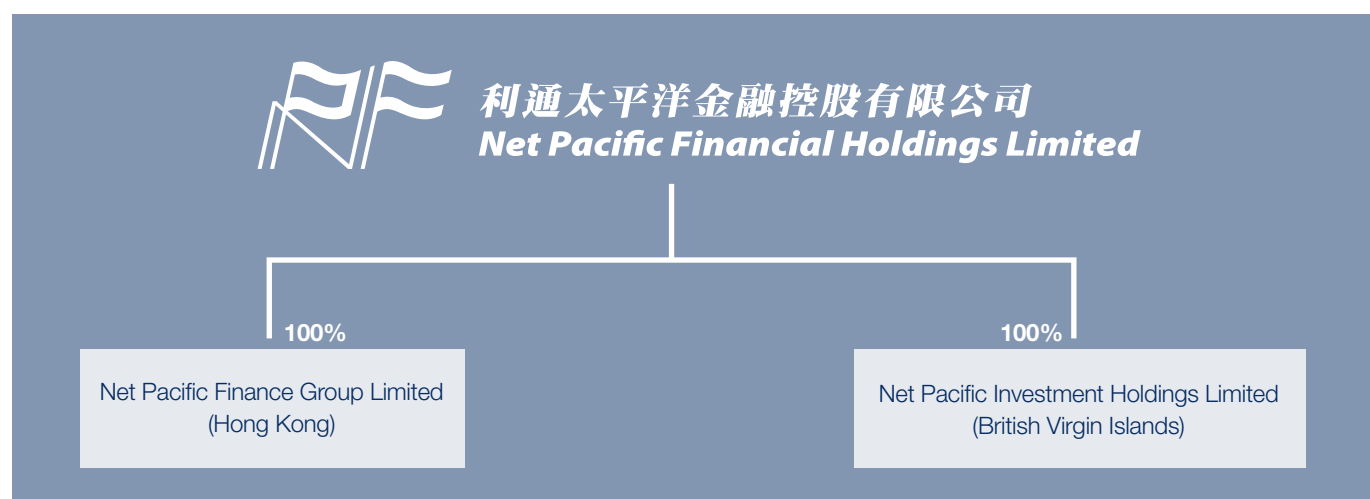 利通太平洋金融控股有限公司
Net Pacific Financial Holdings Limited
100%
100%
Net Pacific Finance Group Limited
(Hong Kong)
Net Pacific Investment Holdings Limited
(British Virgin Islands)